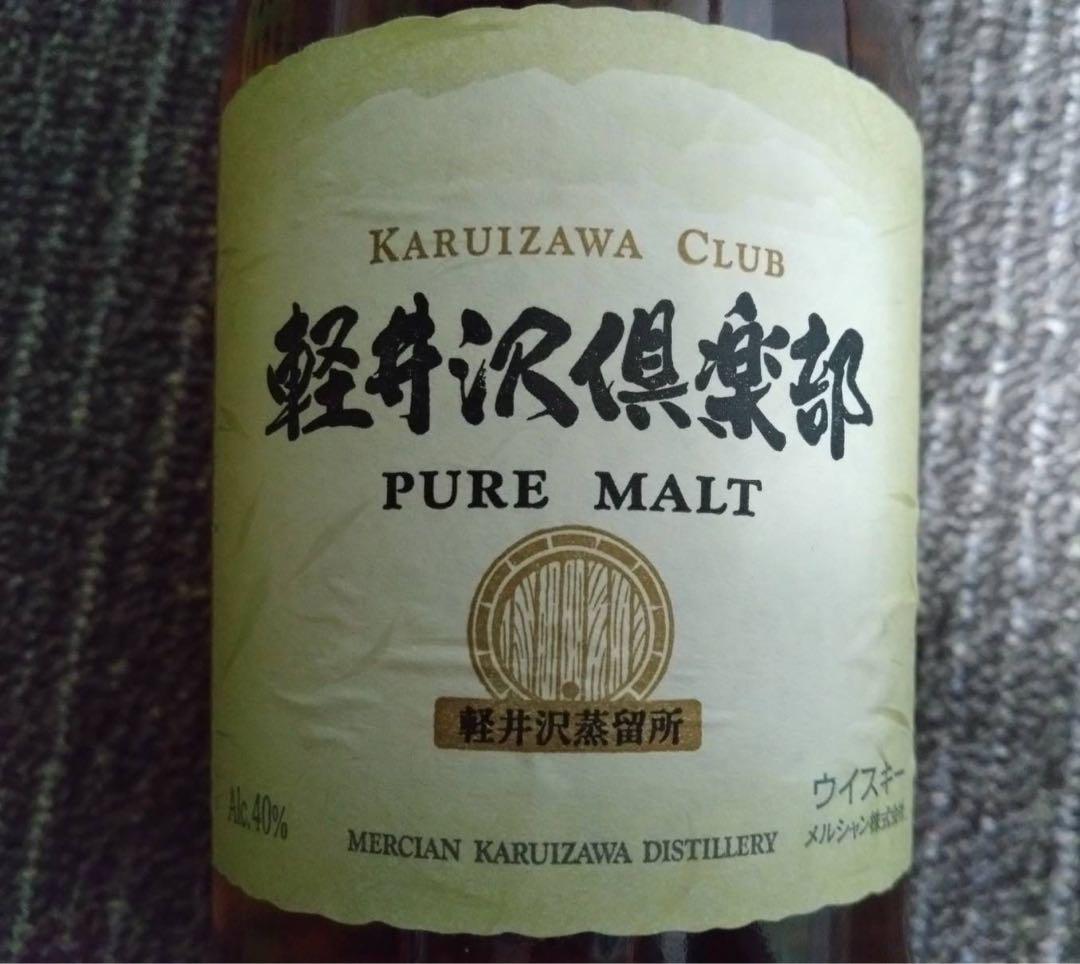 KARUIZAWA CLUB
軽井沢倶楽部
PURE MALT
軽井沢蒸留所
Alc.40%
ウイスキー
メルシャン株式会社
MERCIAN KARUIZAWA DISTILLERY